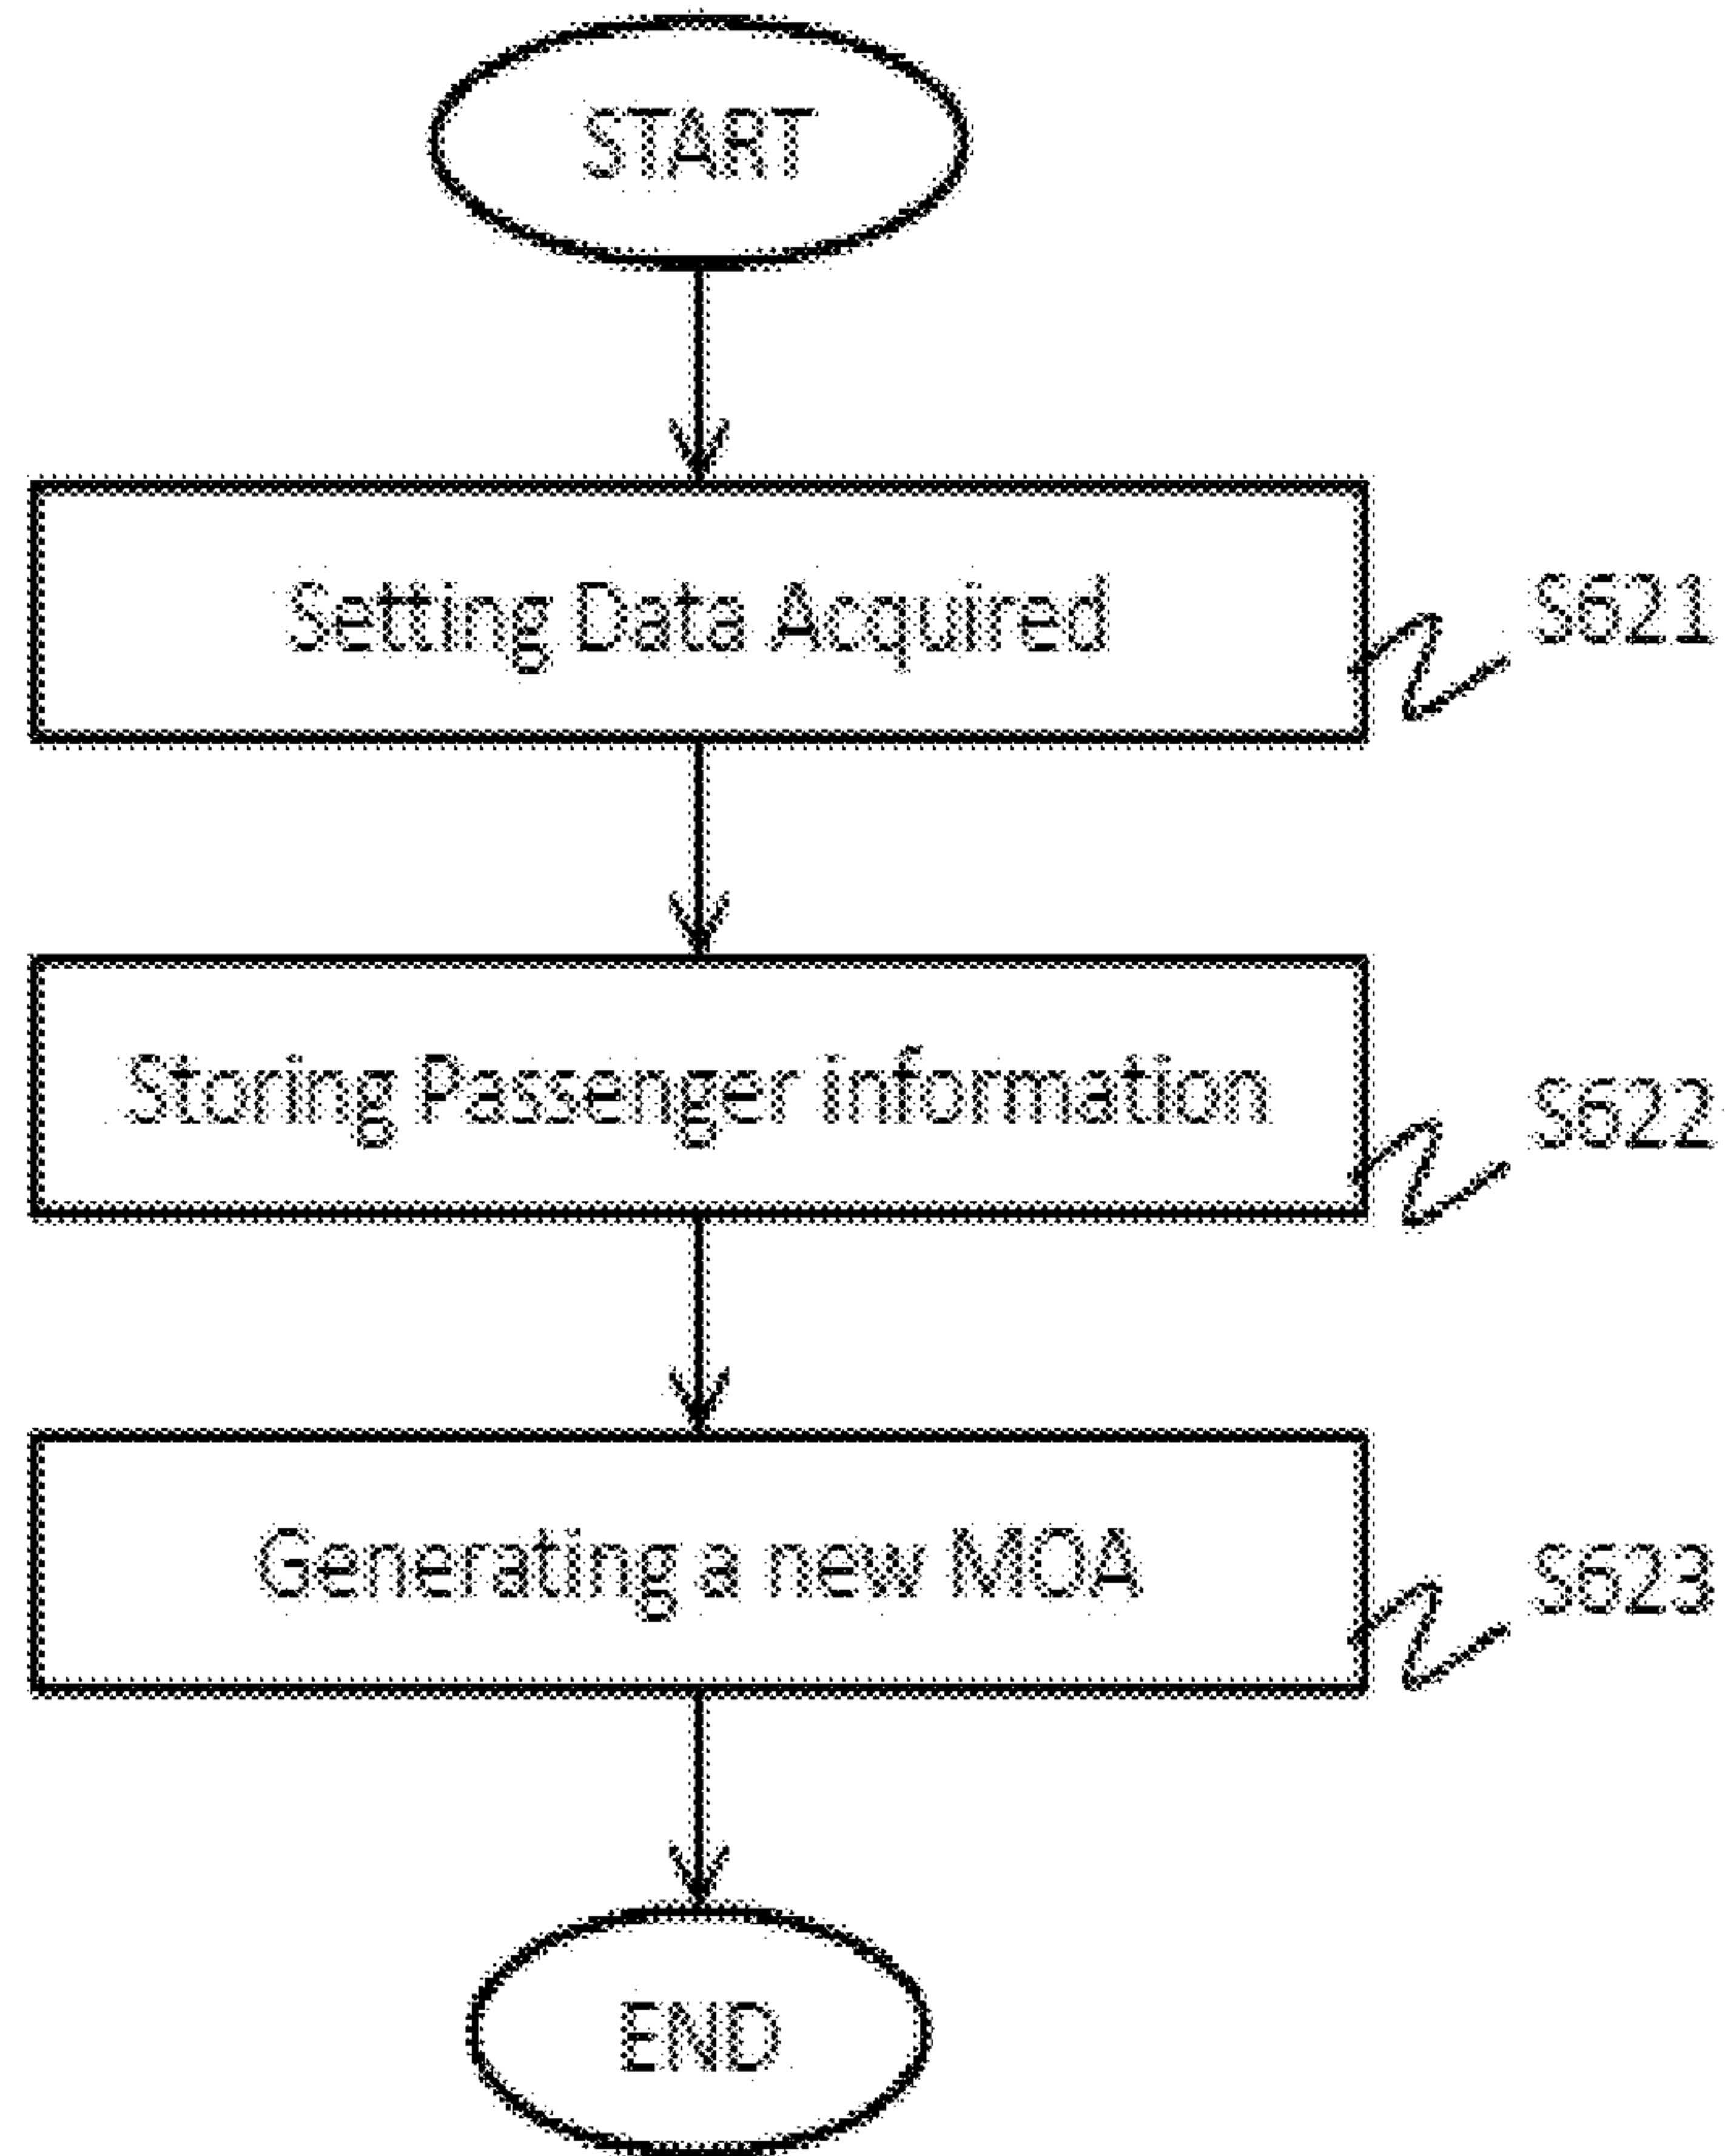 START
Setting Data Acquired
S621
Storing Passenger information
S622
Generating a new MOA
S623
END